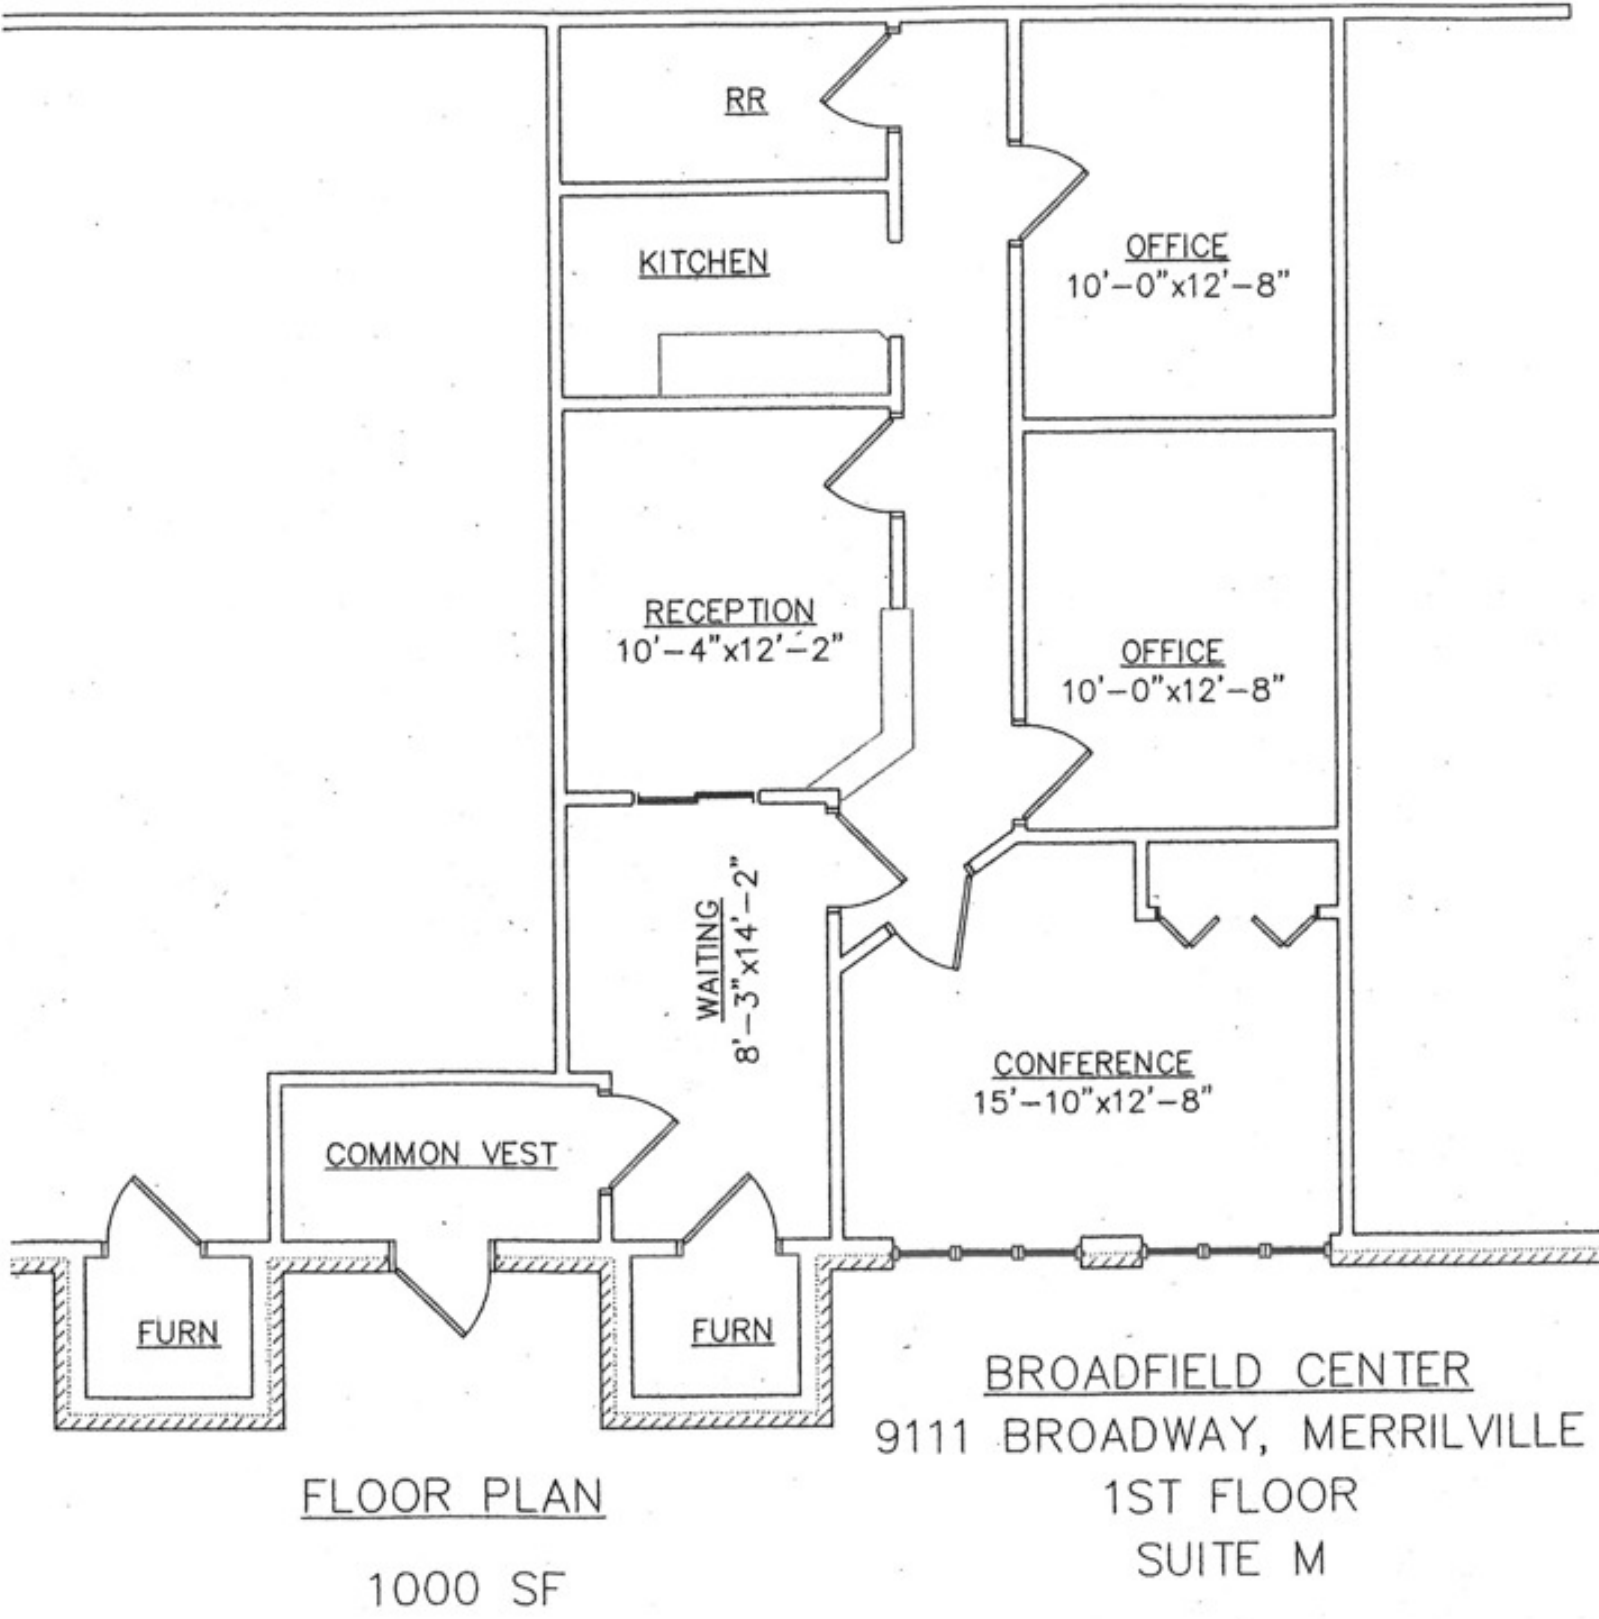 RR
KITCHEN
OFFICE
10'-0"x12'-8"
RECEPTION
10'-4"x12'-2"
OFFICE
10'-0"x12'-8"
WAITING
8'-3"x14'-2"
CONFERENCE
15'-10"x12'-8"
COMMON VEST
FURN
FURN
BROADFIELD CENTER
9111 BROADWAY, MERRILVILLE
1ST FLOOR
SUITE M
FLOOR PLAN
1000 SF